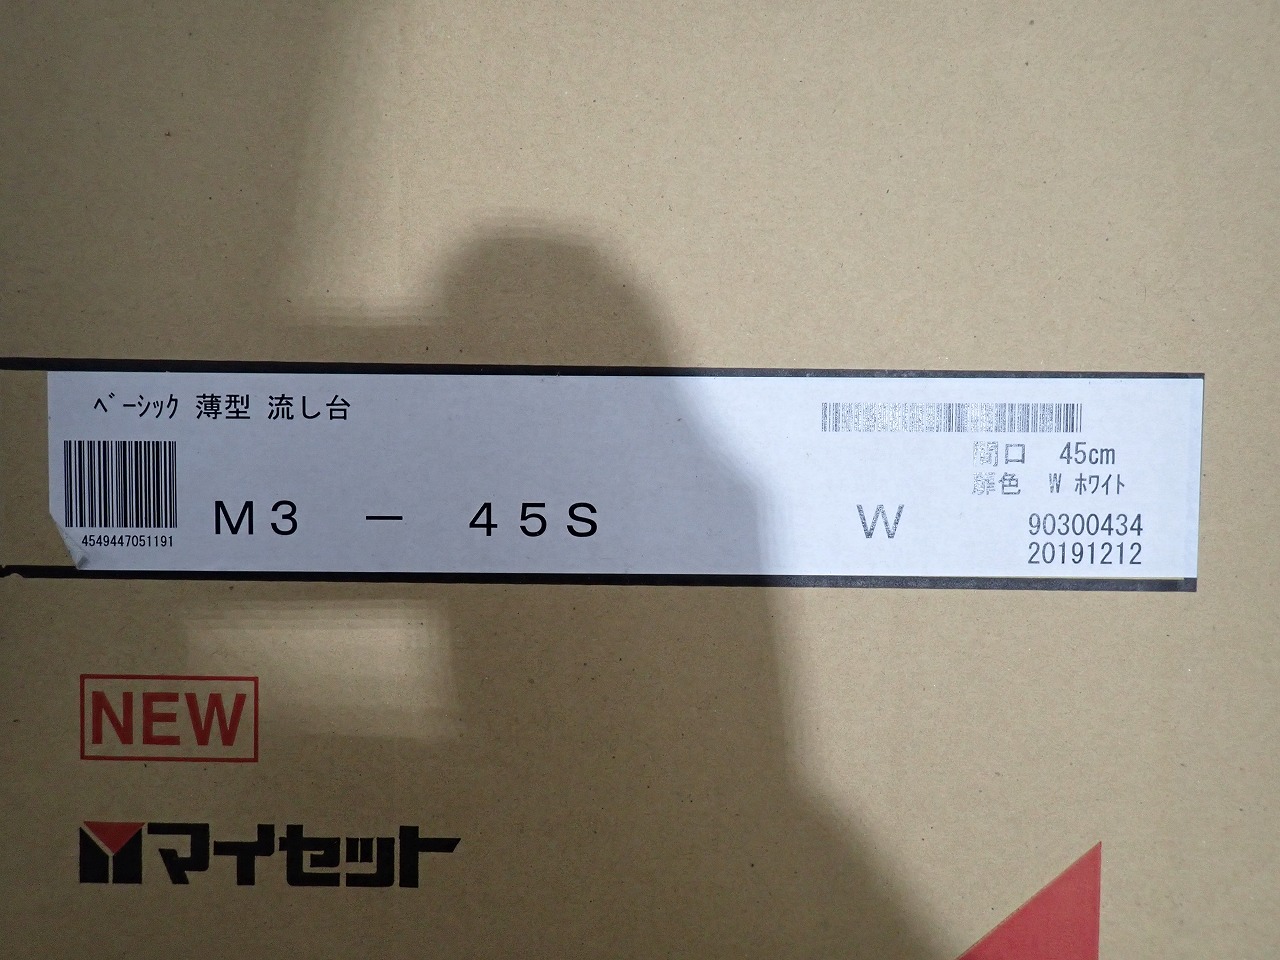 ﾍﾞｰｼｯｸ 薄型 流し台
4549447051191
M3 － 45S
W
間口 45cm
扉色 W ﾎﾜｲﾄ
90300434
20191212
NEW
マイセット